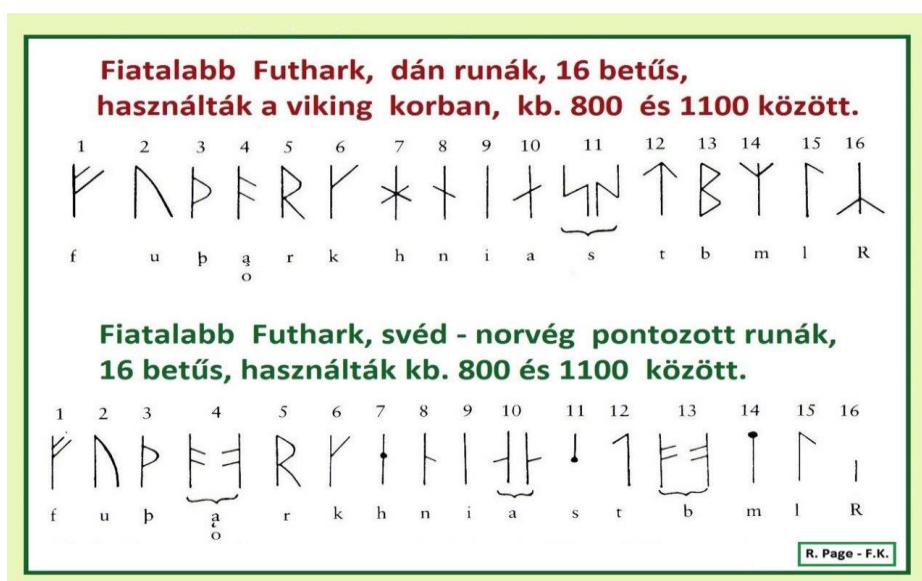 Fiatalabb Futhark, dán runák, 16 betűs,
használták a viking korban, kb. 800 és 1100 között.
1 2 3 4 5 6 7 8 9 10 11 12 13 14 15 16
ᚠ ᚢ ᚦ ᚬ ᚱ ᚴ ᚼ ᚾ ᛁ ᛅ ᛋ ᛏ ᛒ ᛘ ᛚ ᛦ
f u þ ą r k h n i a s t b m l R
o
Fiatalabb Futhark, svéd - norvég pontozott runák,
16 betűs, használták kb. 800 és 1100 között.
1 2 3 4 5 6 7 8 9 10 11 12 13 14 15 16
f u þ ą r k h n i a s t b m l R
o
R. Page - F.K.